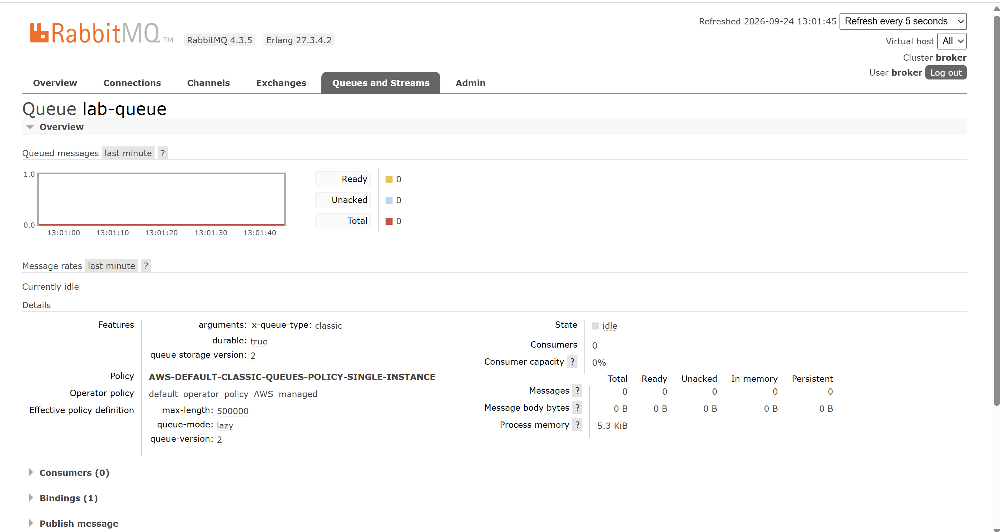 Refreshed 2026-09-24 13:01:45 Refresh every 5 seconds
RabbitMQ TM RabbitMQ 4.3.5 Erlang 27.3.4.2
Virtual host All
Cluster broker
User broker Log out
Overview Connections Channels Exchanges Queues and Streams Admin
Queue lab-queue
Overview
Queued messages last minute ?
1.0
0.0
13:01:00 13:01:10 13:01:20 13:01:30 13:01:40
Ready 0
Unacked 0
Total 0
Message rates last minute ?
Currently idle
Details
Features arguments: x-queue-type: classic
durable: true
queue storage version: 2
Policy AWS-DEFAULT-CLASSIC-QUEUES-POLICY-SINGLE-INSTANCE
Operator policy default_operator_policy_AWS_managed
Effective policy definition max-length: 500000
queue-mode: lazy
queue-version: 2
State idle
Consumers 0
Consumer capacity ? 0%
Total Ready Unacked In memory Persistent
Messages ? 0 0 0 0 0
Message body bytes ? 0 B 0 B 0 B 0 B 0 B
Process memory ? 5.3 KiB
Consumers (0)
Bindings (1)
Publish message